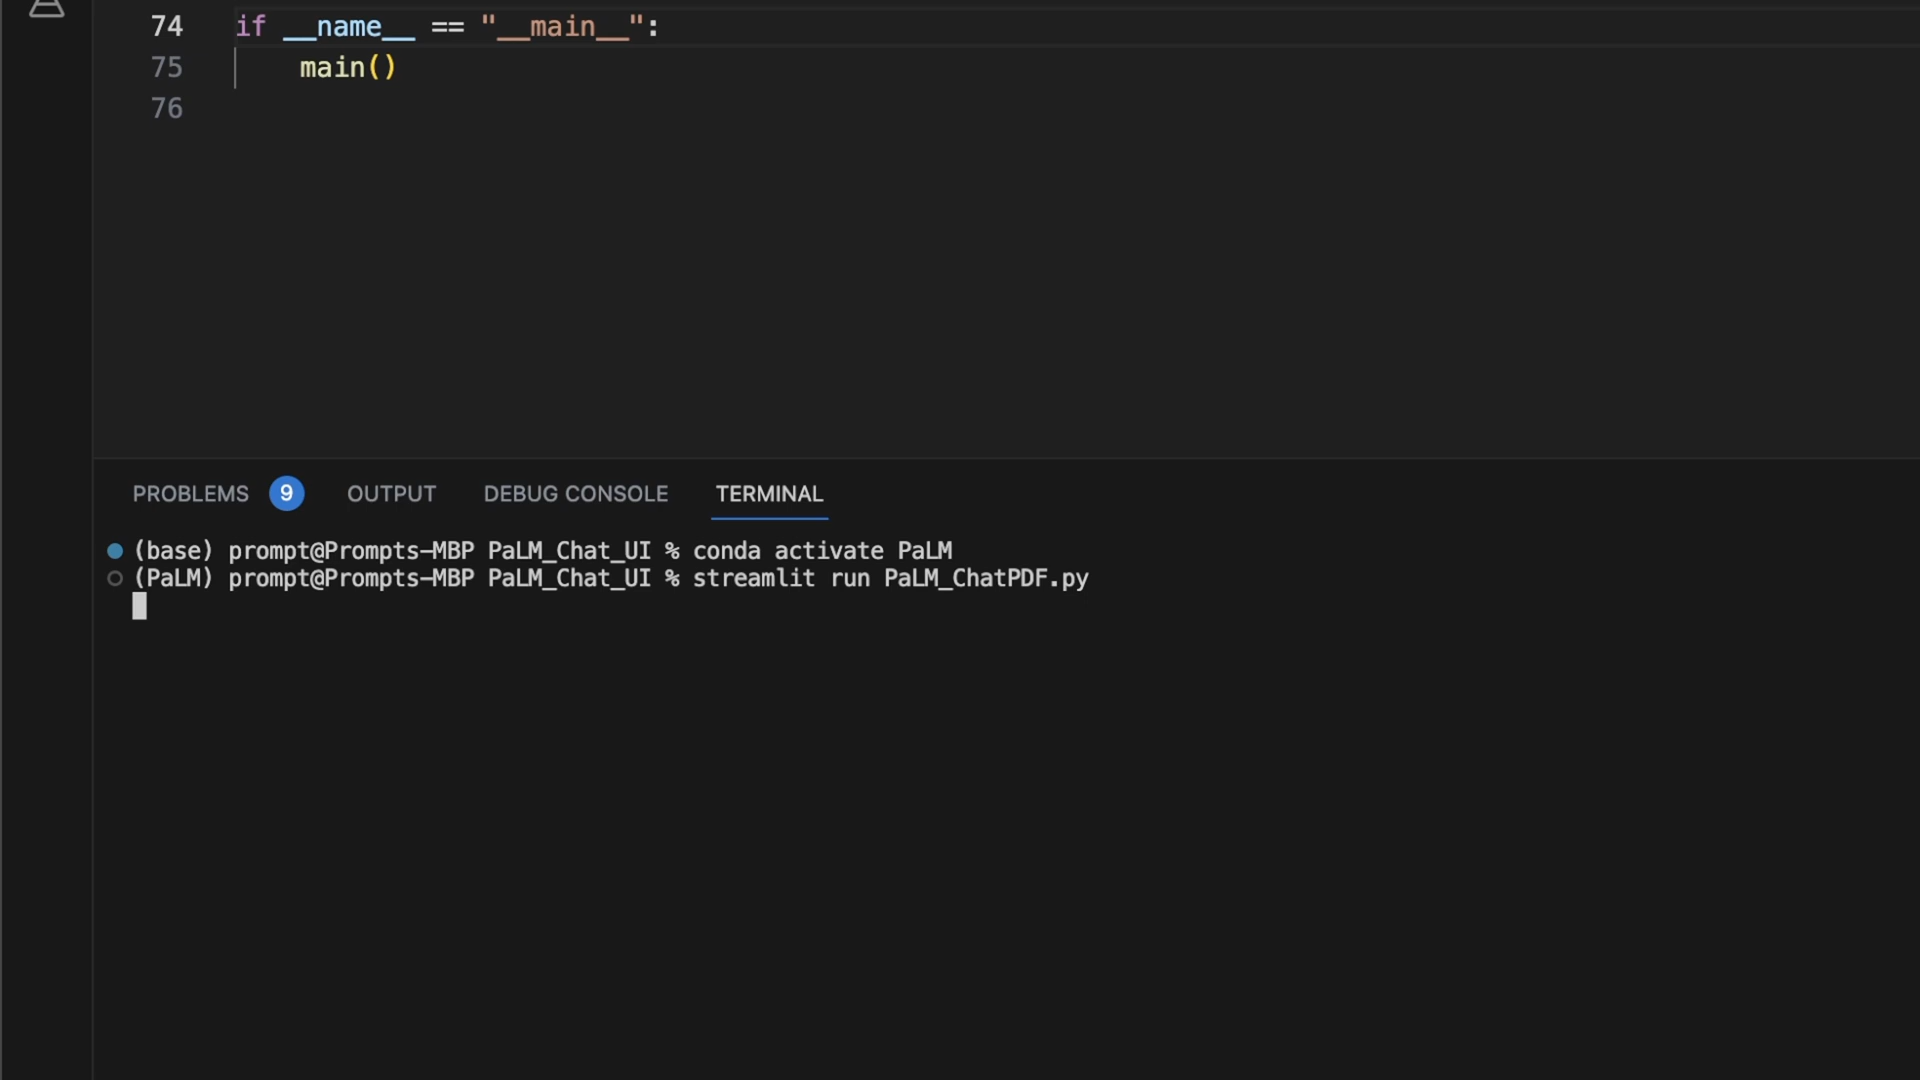 74 if __name__ == "__main__":
75 main()
76
PROBLEMS 9 OUTPUT DEBUG CONSOLE TERMINAL
(base) prompt@Prompts-MBP PaLM_Chat_UI % conda activate PaLM
(PaLM) prompt@Prompts-MBP PaLM_Chat_UI % streamlit run PaLM_ChatPDF.py